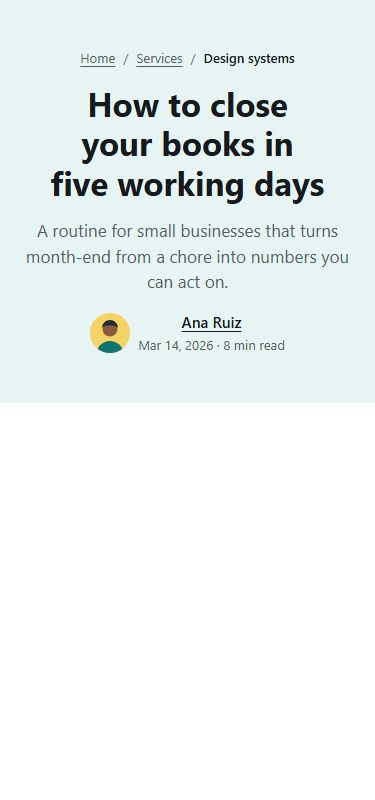 Home / Services / Design systems
How to close
your books in
five working days
A routine for small businesses that turns
month-end from a chore into numbers you
can act on.
Ana Ruiz
Mar 14, 2026 · 8 min read